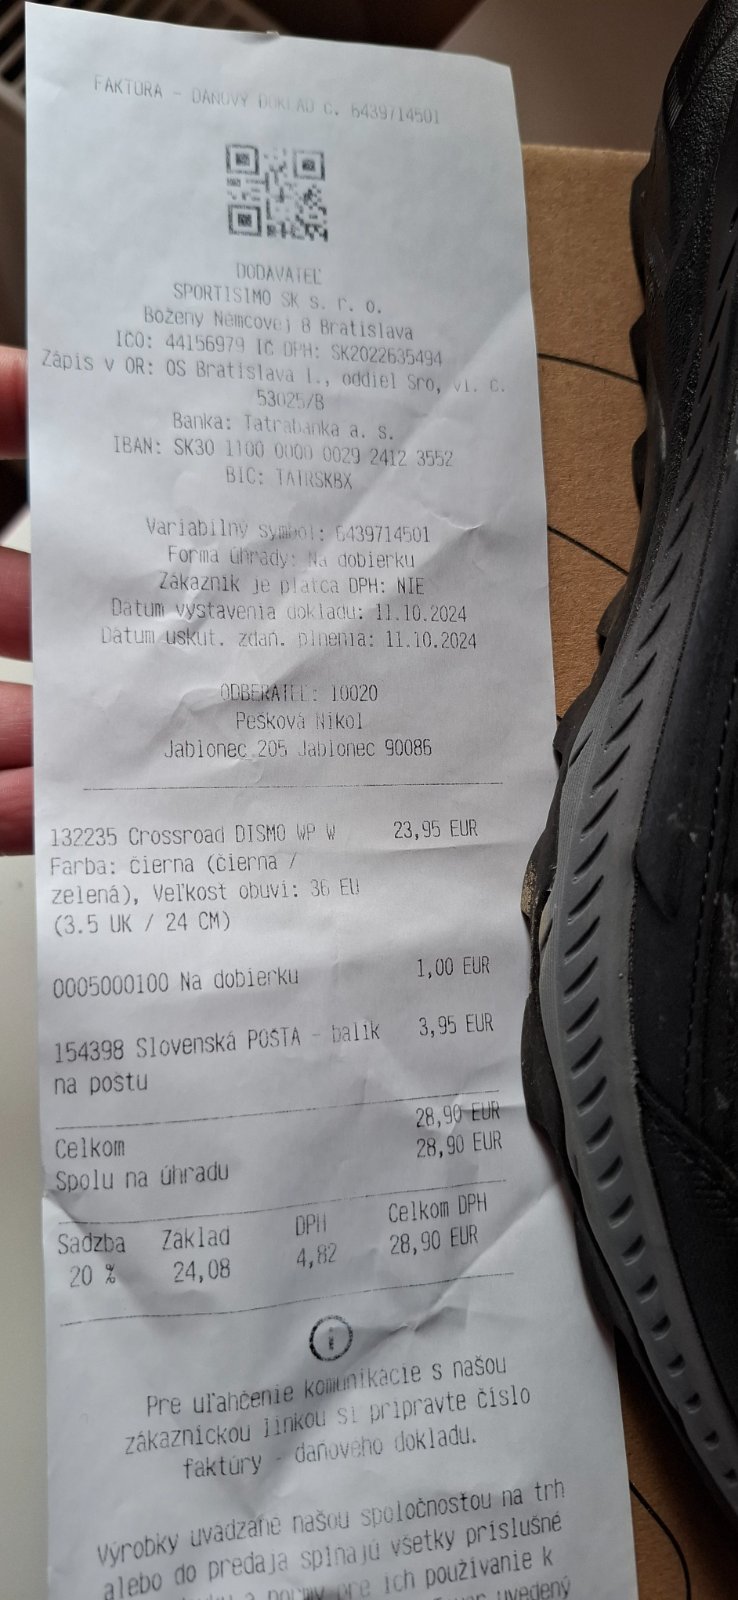 FAKTURA - DAŇOVÝ DOKLAD č. 6439714501
DODÁVATEĽ
SPORTISIMO SK s. r. o.
Boženy Němcovej 8 Bratislava
IČO: 44156979 IČ DPH: SK2022635494
Zápis v OR: OS Bratislava I., oddiel Sro, vl. č.
53025/B
Banka: Tatrabanka a. s.
IBAN: SK30 1100 0000 0029 2412 3552
BIC: TATRSKBX
Variabilný symbol: 6439714501
Forma úhrady: Na dobierku
Zákazník je platca DPH: NIE
Dátum vystavenia dokladu: 11.10.2024
Dátum uskut. zdaň. plnenia: 11.10.2024
ODBERATEĽ: 10020
Pešková Nikol
Jablonec 205 Jablonec 90086
132235 Crossroad DISMO WP W 23,95 EUR
Farba: čierna (čierna /
zelená), Veľkosť obuvi: 36 EU
(3.5 UK / 24 CM)
0005000100 Na dobierku 1,00 EUR
154398 Slovenská POŠTA - balík 3,95 EUR
na poštu
Celkom 28,90 EUR
Spolu na úhradu 28,90 EUR
Sadzba Základ DPH Celkom DPH
20 % 24,08 4,82 28,90 EUR
Pre uľahčenie komunikácie s našou
zákaznickou linkou si pripravte číslo
faktúry - daňového dokladu.
Výrobky uvádzané našou spoločnosťou na trh
alebo do predaja spĺňajú všetky príslušné
a normy pre ich používanie k
uvedený